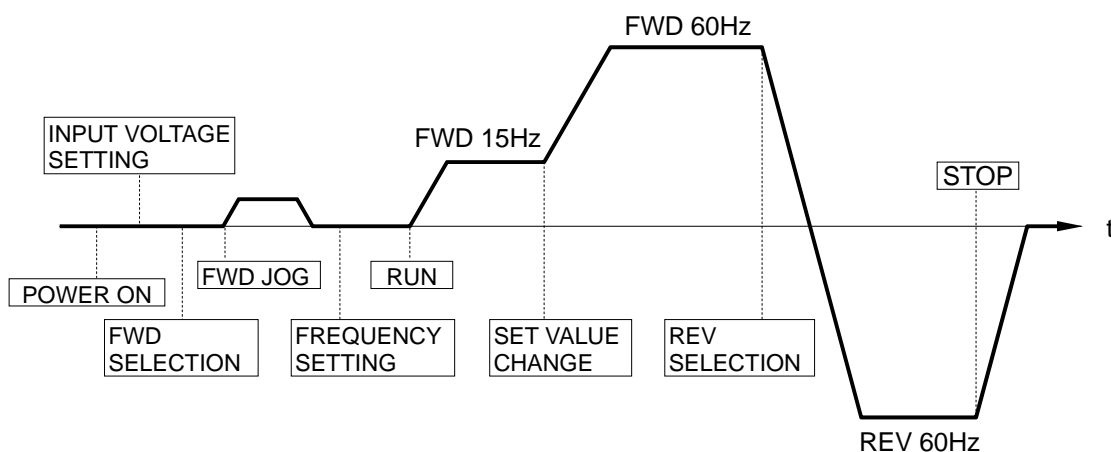 FWD 60Hz
INPUT VOLTAGE
SETTING
FWD 15Hz
STOP
t
POWER ON
FWD JOG
RUN
FWD
SELECTION
FREQUENCY
SETTING
SET VALUE
CHANGE
REV
SELECTION
REV 60Hz